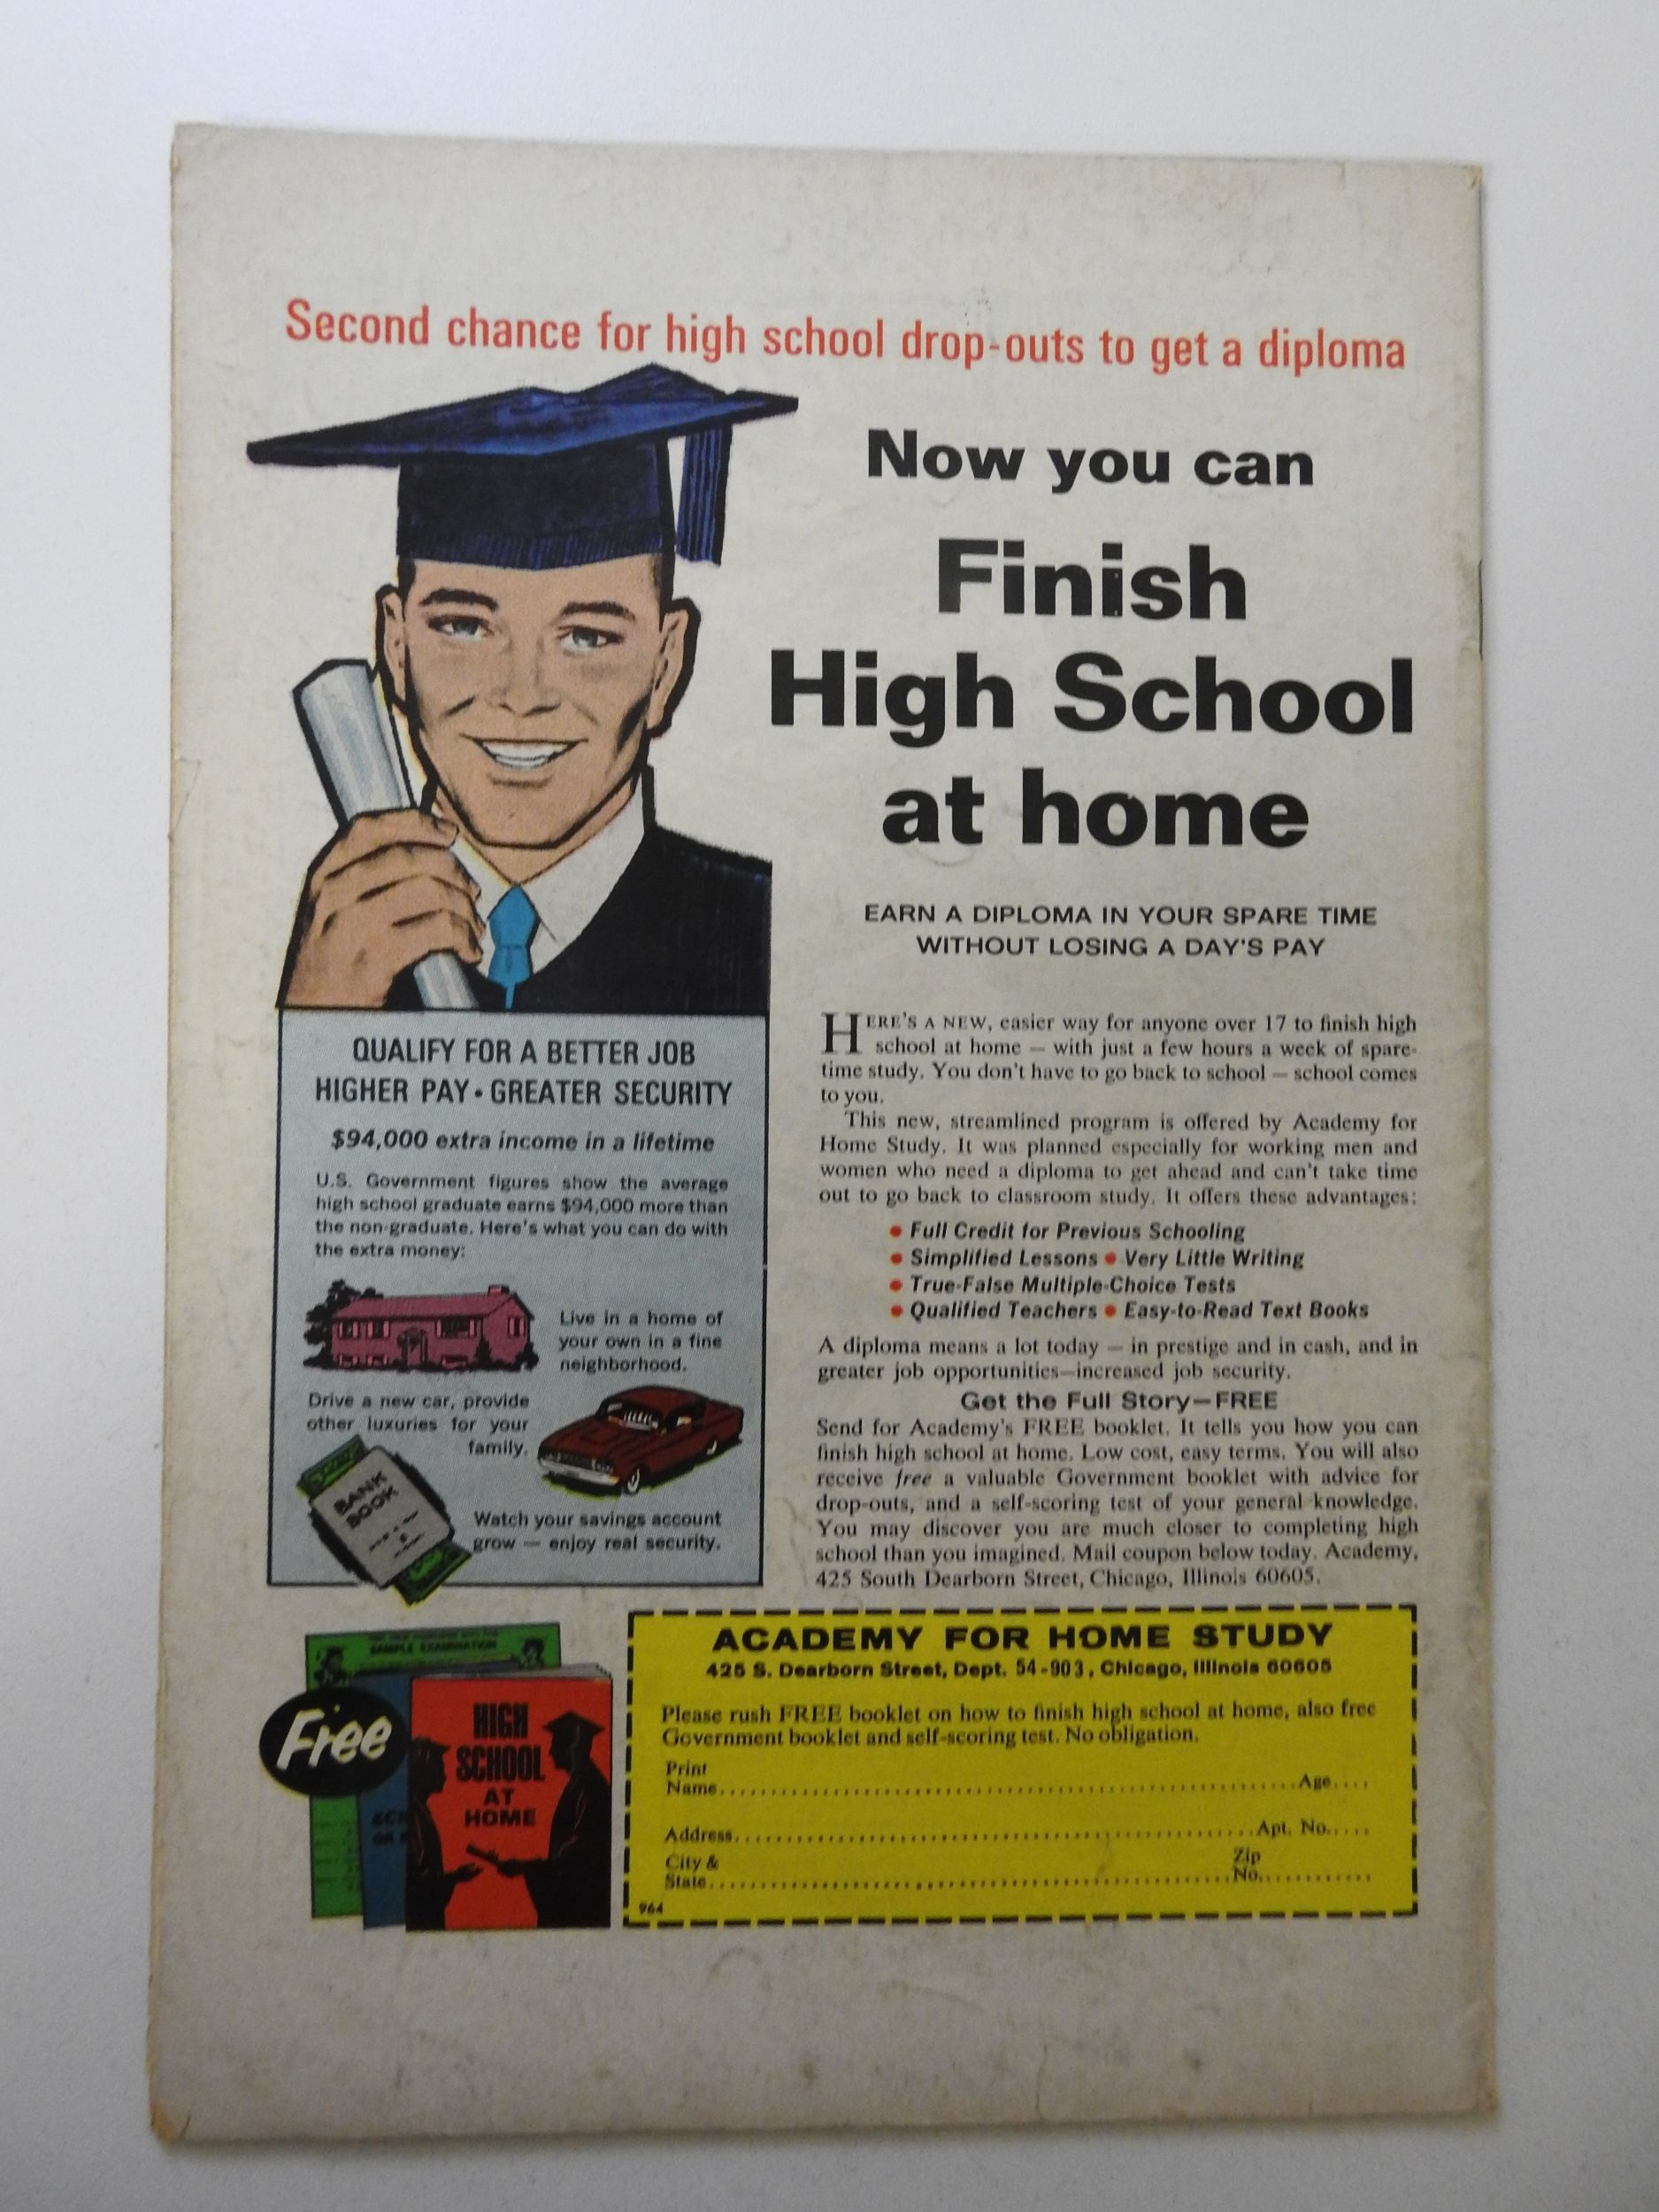 Second chance for high school drop-outs to get a diploma
Now you can
Finish
High School
at home
EARN A DIPLOMA IN YOUR SPARE TIME
WITHOUT LOSING A DAY'S PAY
HERE'S A NEW, easier way for anyone over 17 to finish high
school at home — with just a few hours a week of spare-
time study. You don't have to go back to school — school comes
to you.
This new, streamlined program is offered by Academy for
Home Study. It was planned especially for working men and
women who need a diploma to get ahead and can't take time
out to go back to classroom study. It offers these advantages:
• Full Credit for Previous Schooling
• Simplified Lessons • Very Little Writing
• True-False Multiple-Choice Tests
• Qualified Teachers • Easy-to-Read Text Books
A diploma means a lot today — in prestige and in cash, and in
greater job opportunities—increased job security.
Get the Full Story—FREE
Send for Academy's FREE booklet. It tells you how you can
finish high school at home. Low cost, easy terms. You will also
receive free a valuable Government booklet with advice for
drop-outs, and a self-scoring test of your general knowledge.
You may discover you are much closer to completing high
school than you imagined. Mail coupon below today. Academy,
425 South Dearborn Street, Chicago, Illinois 60605.
QUALIFY FOR A BETTER JOB
HIGHER PAY • GREATER SECURITY
$94,000 extra income in a lifetime
U.S. Government figures show the average
high school graduate earns $94,000 more than
the non-graduate. Here's what you can do with
the extra money:
Live in a home of
your own in a fine
neighborhood.
Drive a new car, provide
other luxuries for your
family.
BANK
BOOK
Watch your savings account
grow — enjoy real security.
SAMPLE EXAMINATION
Free
HIGH
SCHOOL
AT
HOME
ACADEMY FOR HOME STUDY
425 S. Dearborn Street, Dept. 54-903, Chicago, Illinois 60605
Please rush FREE booklet on how to finish high school at home, also free
Government booklet and self-scoring test. No obligation.
Print
Name Age
Address Apt. No.
City & Zip
State No.
964